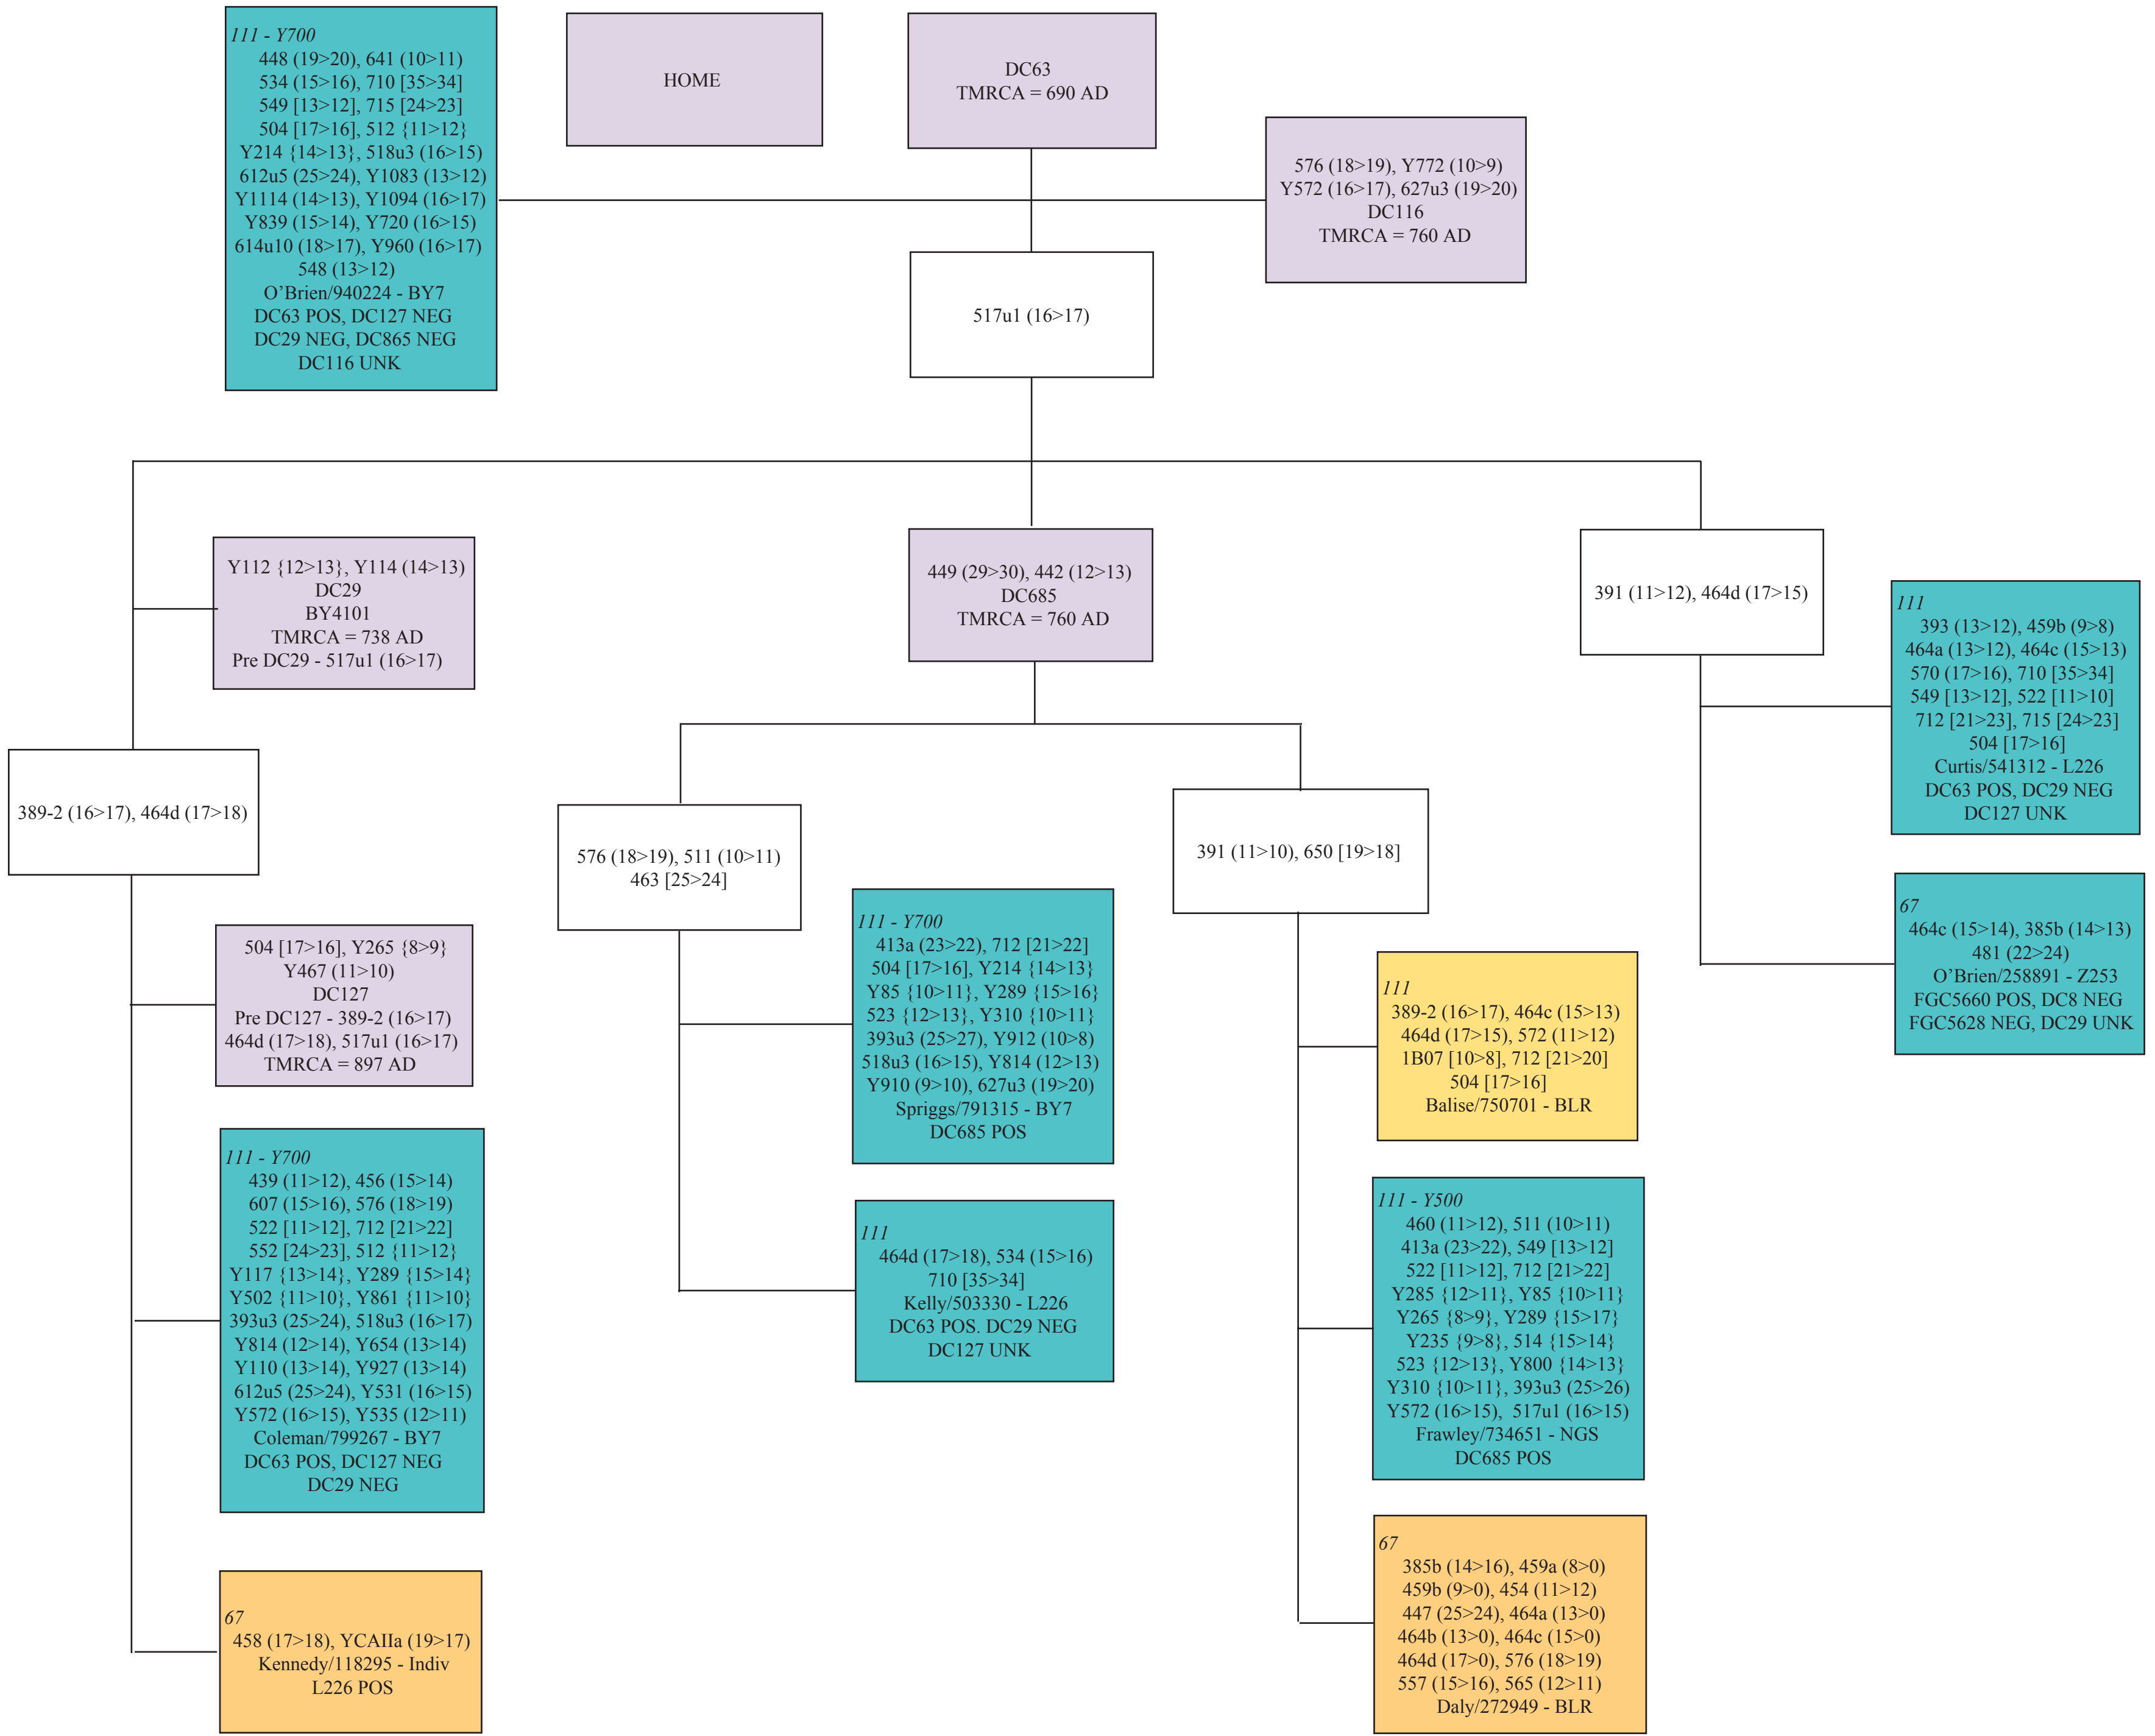 111 - Y700
448 (19>20), 641 (10>11)
534 (15>16), 710 [35>34]
549 [13>12], 715 [24>23]
504 [17>16], 512 {11>12}
Y214 {14>13}, 518u3 (16>15)
612u5 (25>24), Y1083 (13>12)
Y1114 (14>13), Y1094 (16>17)
Y839 (15>14), Y720 (16>15)
614u10 (18>17), Y960 (16>17)
548 (13>12)
O’Brien/940224 - BY7
DC63 POS, DC127 NEG
DC29 NEG, DC865 NEG
DC116 UNK
HOME
DC63
TMRCA = 690 AD
576 (18>19), Y772 (10>9)
Y572 (16>17), 627u3 (19>20)
DC116
TMRCA = 760 AD
517u1 (16>17)
Y112 {12>13}, Y114 (14>13)
DC29
BY4101
TMRCA = 738 AD
Pre DC29 - 517u1 (16>17)
449 (29>30), 442 (12>13)
DC685
TMRCA = 760 AD
391 (11>12), 464d (17>15)
111
393 (13>12), 459b (9>8)
464a (13>12), 464c (15>13)
570 (17>16), 710 [35>34]
549 [13>12], 522 [11>10]
712 [21>23], 715 [24>23]
504 [17>16]
Curtis/541312 - L226
DC63 POS, DC29 NEG
DC127 UNK
389-2 (16>17), 464d (17>18)
576 (18>19), 511 (10>11)
463 [25>24]
391 (11>10), 650 [19>18]
67
464c (15>14), 385b (14>13)
481 (22>24)
O’Brien/258891 - Z253
FGC5660 POS, DC8 NEG
FGC5628 NEG, DC29 UNK
504 [17>16], Y265 {8>9}
Y467 (11>10)
DC127
Pre DC127 - 389-2 (16>17)
464d (17>18), 517u1 (16>17)
TMRCA = 897 AD
111 - Y700
413a (23>22), 712 [21>22]
504 [17>16], Y214 {14>13}
Y85 {10>11}, Y289 {15>16}
523 {12>13}, Y310 {10>11}
393u3 (25>27), Y912 (10>8)
518u3 (16>15), Y814 (12>13)
Y910 (9>10), 627u3 (19>20)
Spriggs/791315 - BY7
DC685 POS
111
389-2 (16>17), 464c (15>13)
464d (17>15), 572 (11>12)
1B07 [10>8], 712 [21>20]
504 [17>16]
Balise/750701 - BLR
111 - Y700
439 (11>12), 456 (15>14)
607 (15>16), 576 (18>19)
522 [11>12], 712 [21>22]
552 [24>23], 512 {11>12}
Y117 {13>14}, Y289 {15>14}
Y502 {11>10}, Y861 {11>10}
393u3 (25>24), 518u3 (16>17)
Y814 (12>14), Y654 (13>14)
Y110 (13>14), Y927 (13>14)
612u5 (25>24), Y531 (16>15)
Y572 (16>15), Y535 (12>11)
Coleman/799267 - BY7
DC63 POS, DC127 NEG
DC29 NEG
111
464d (17>18), 534 (15>16)
710 [35>34]
Kelly/503330 - L226
DC63 POS. DC29 NEG
DC127 UNK
111 - Y500
460 (11>12), 511 (10>11)
413a (23>22), 549 [13>12]
522 [11>12], 712 [21>22]
Y285 {12>11}, Y85 {10>11}
Y265 {8>9}, Y289 {15>17}
Y235 {9>8}, 514 {15>14}
523 {12>13}, Y800 {14>13}
Y310 {10>11}, 393u3 (25>26)
Y572 (16>15), 517u1 (16>15)
Frawley/734651 - NGS
DC685 POS
67
458 (17>18), YCAIIa (19>17)
Kennedy/118295 - Indiv
L226 POS
67
385b (14>16), 459a (8>0)
459b (9>0), 454 (11>12)
447 (25>24), 464a (13>0)
464b (13>0), 464c (15>0)
464d (17>0), 576 (18>19)
557 (15>16), 565 (12>11)
Daly/272949 - BLR